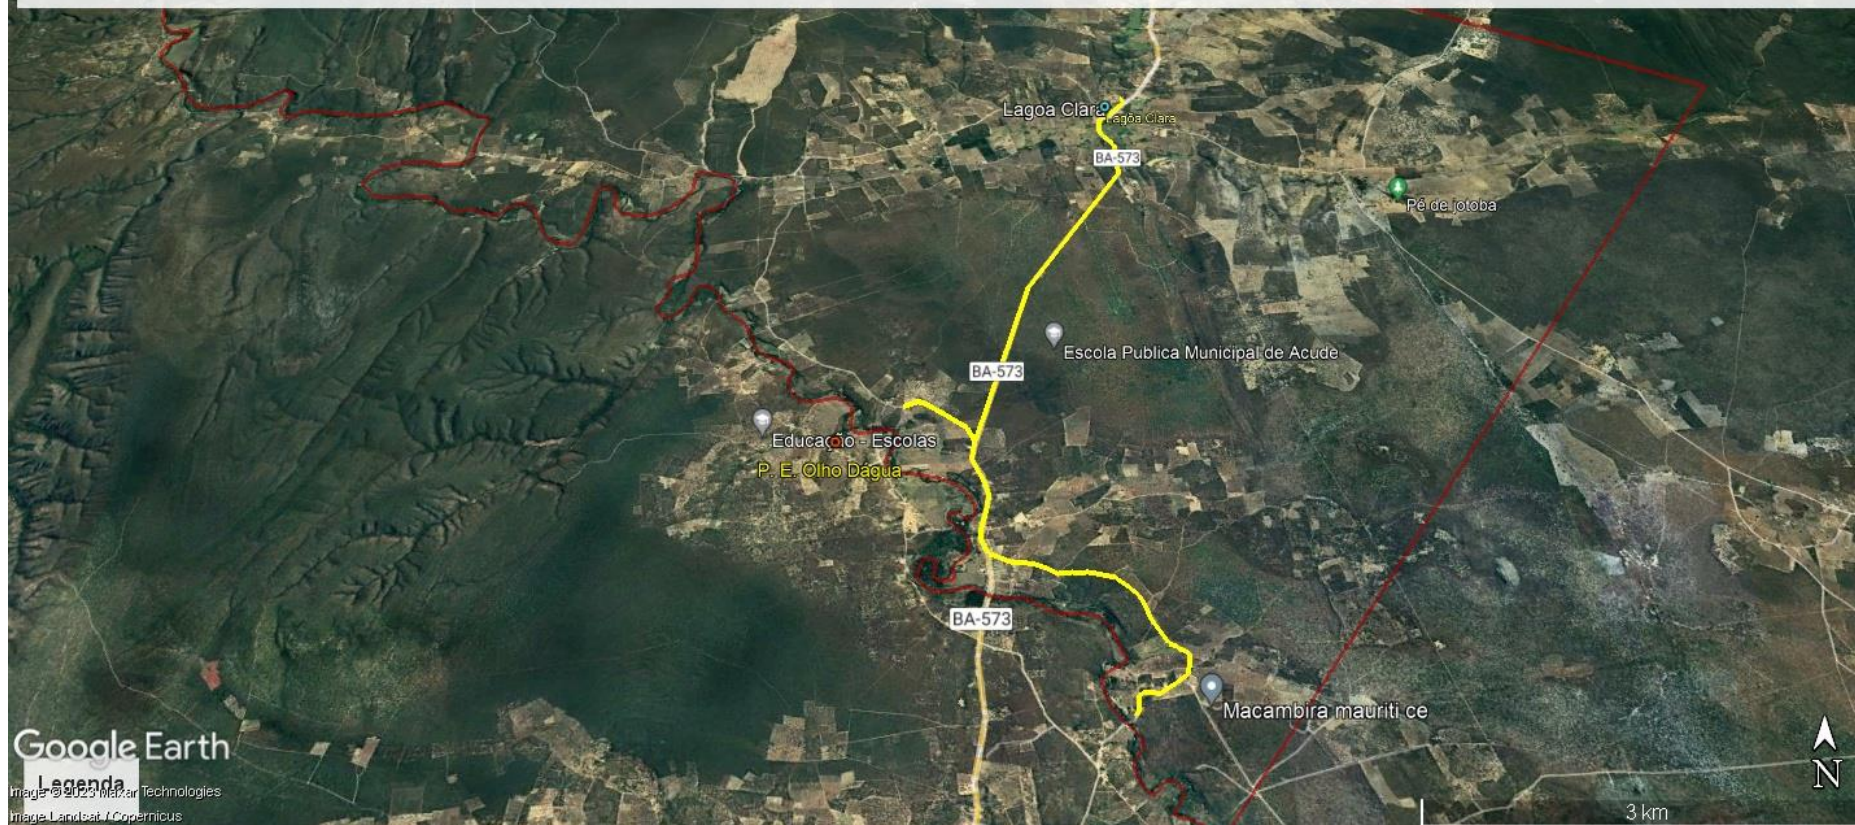 Lagoa Clara
Lagoa Clara
BA-573
Pé de jotoba
Escola Publica Municipal de Acude
BA-573
Educação - Escolas
P. E. Olho Dágua
BA-573
Macambira mauriti ce
Google Earth
Legenda
Image © 2023 Maxar Technologies
Image Landsat / Copernicus
N
3 km